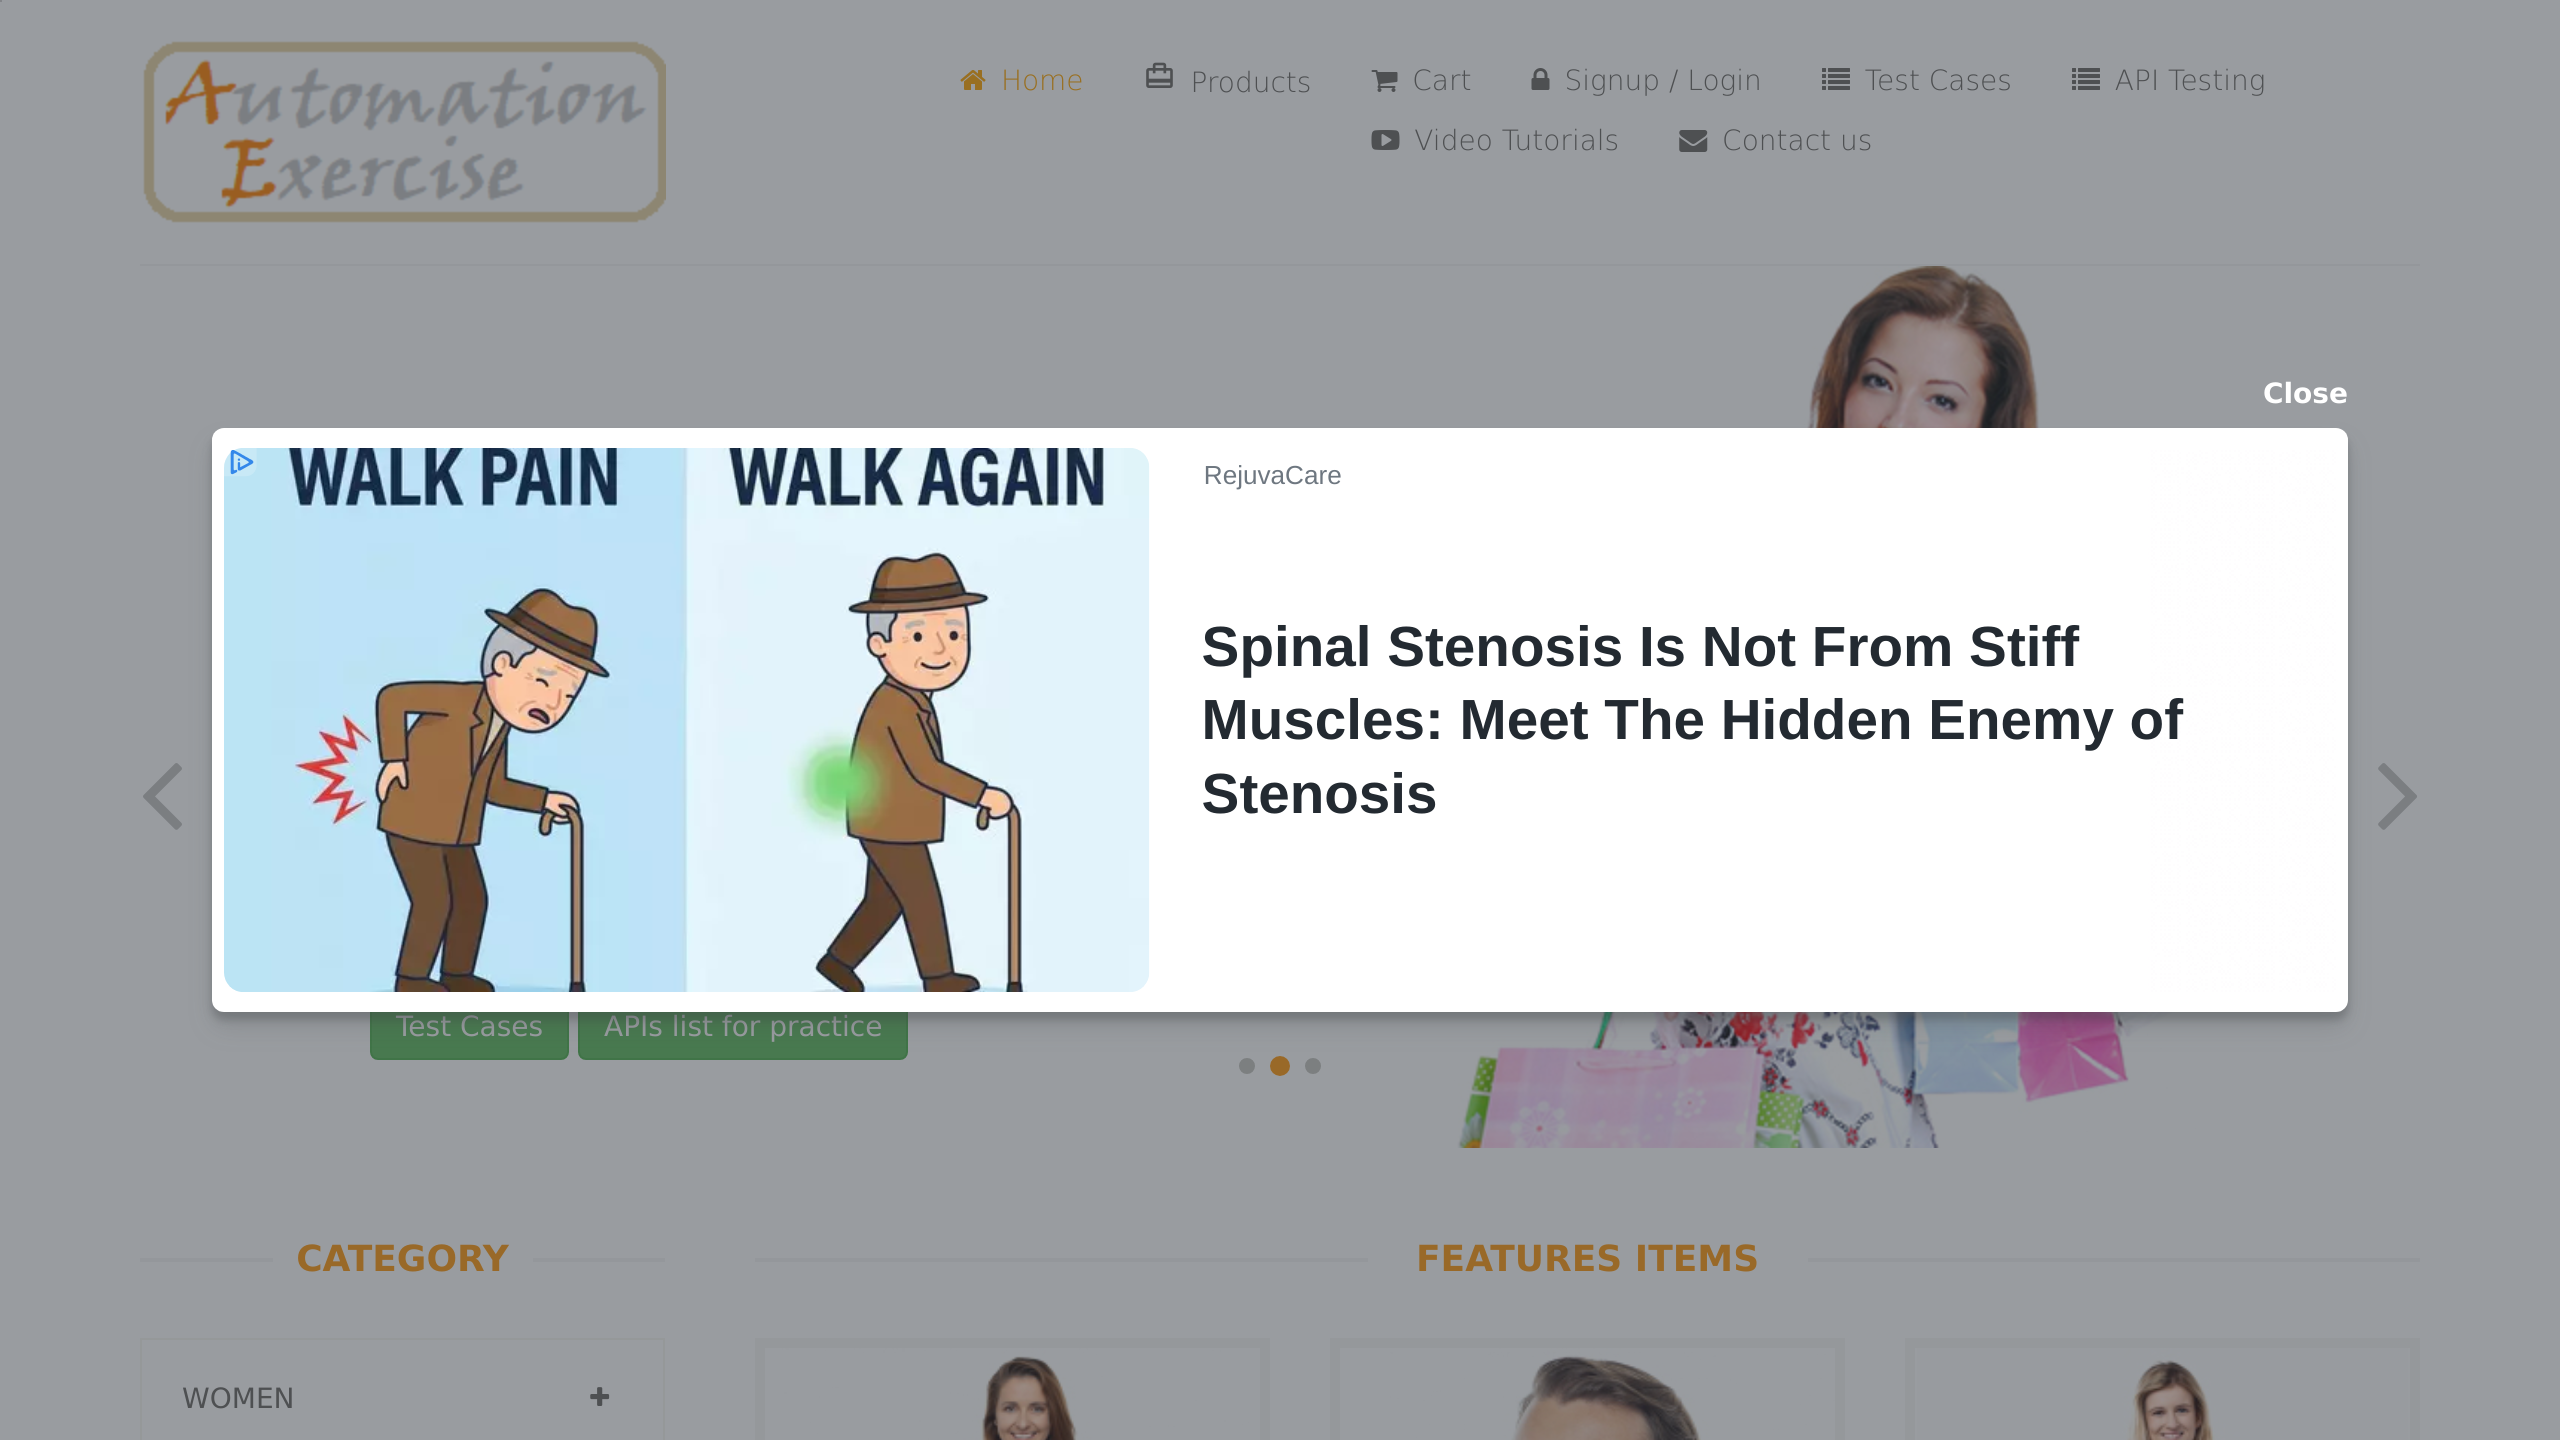 Automation
Exercise
Home
Products
Cart
Signup / Login
Test Cases
API Testing
Video Tutorials
Contact us
Close
WALK PAIN
WALK AGAIN
RejuvaCare
Spinal Stenosis Is Not From Stiff
Muscles: Meet The Hidden Enemy of
Stenosis
Test Cases
APIs list for practice
CATEGORY
FEATURES ITEMS
WOMEN